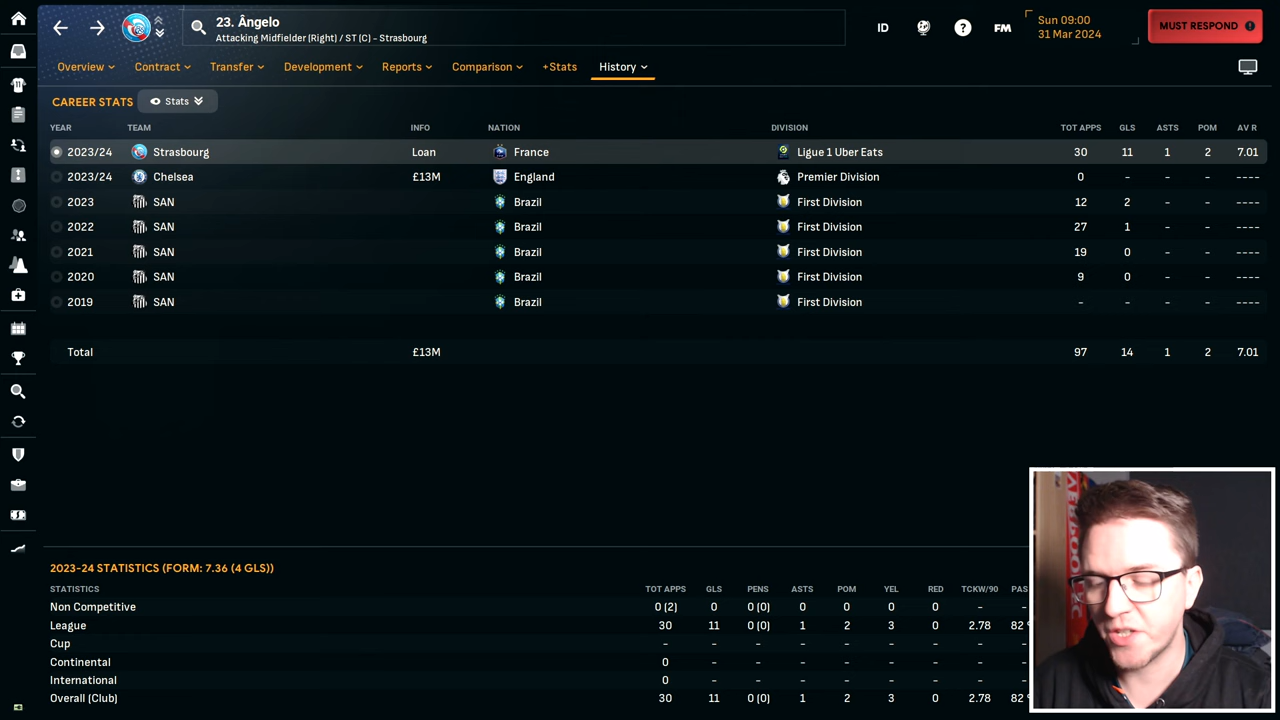 23. Ângelo
Attacking Midfielder (Right) / ST (C) - Strasbourg
ID
FM
Sun 09:00
31 Mar 2024
MUST RESPOND
Overview
Contract
Transfer
Development
Reports
Comparison
+Stats
History
CAREER STATS
Stats
YEAR TEAM INFO NATION DIVISION TOT APPS GLS ASTS POM AV R
2023/24 Strasbourg Loan France Ligue 1 Uber Eats 30 11 1 2 7.01
2023/24 Chelsea £13M England Premier Division 0 - - - ----
2023 SAN Brazil First Division 12 2 - - ----
2022 SAN Brazil First Division 27 1 - - ----
2021 SAN Brazil First Division 19 0 - - ----
2020 SAN Brazil First Division 9 0 - - ----
2019 SAN Brazil First Division - - - - ----
Total £13M 97 14 1 2 7.01
2023-24 STATISTICS (FORM: 7.36 (4 GLS))
STATISTICS TOT APPS GLS PENS ASTS POM YEL RED TCKW/90 PAS
Non Competitive 0 (2) 0 0 (0) 0 0 0 0 - -
League 30 11 0 (0) 1 2 3 0 2.78 82
Cup - - - - - - - - -
Continental 0 - - - - - - - -
International 0 - - - - - - - -
Overall (Club) 30 11 0 (0) 1 2 3 0 2.78 82